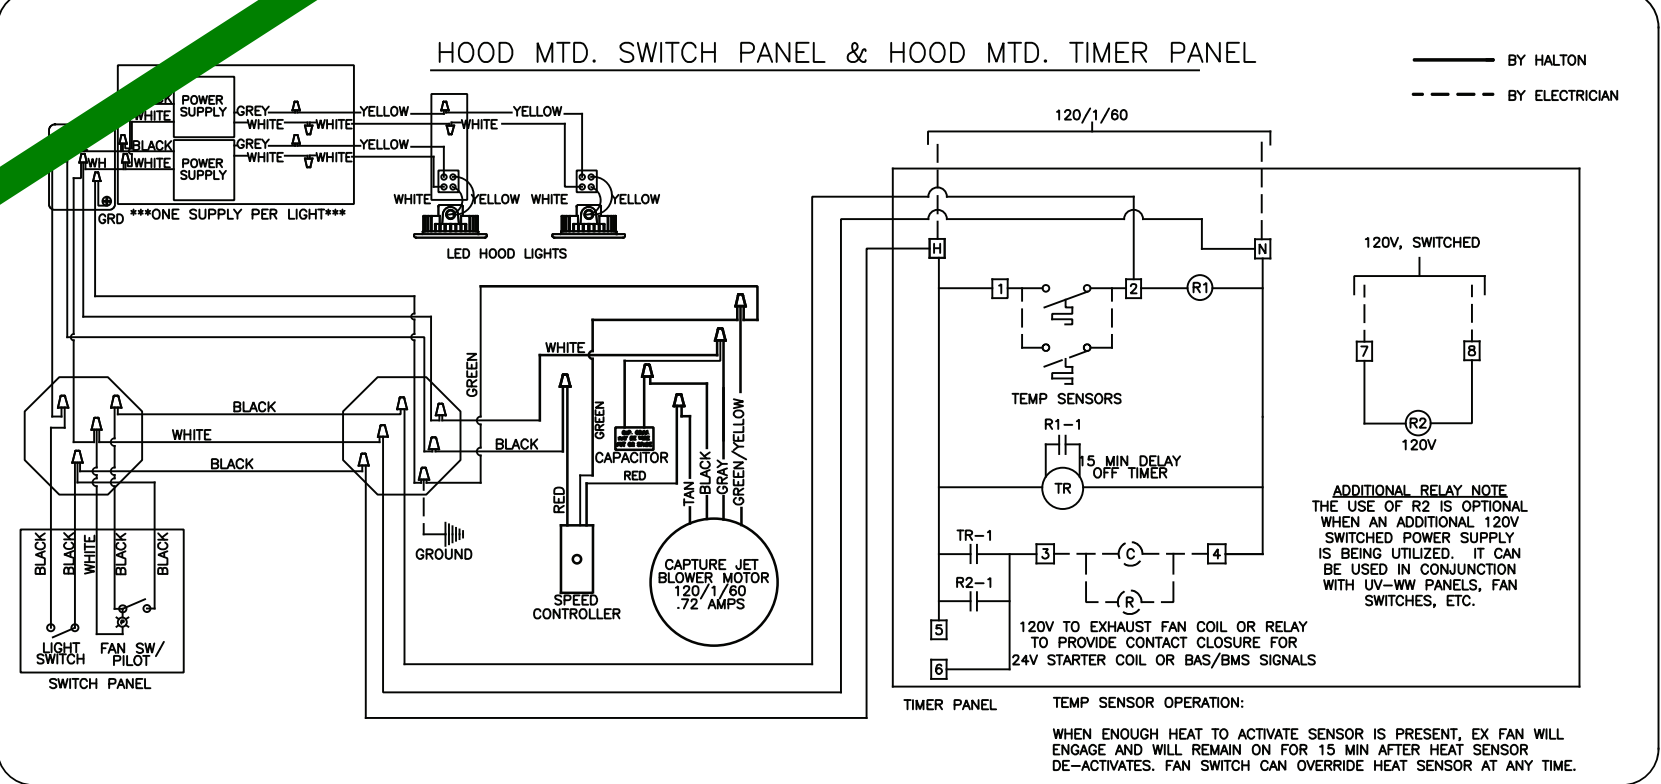 HOOD MTD. SWITCH PANEL & HOOD MTD. TIMER PANEL
BY HALTON
BY ELECTRICIAN
POWER
SUPPLY
WHITE
GREY
WHITE
WHITE
YELLOW
YELLOW
WHITE
BLACK
WH
WHITE
POWER
SUPPLY
GREY
WHITE
WHITE
YELLOW
WHITE
YELLOW
WHITE
YELLOW
GRD
***ONE SUPPLY PER LIGHT***
LED HOOD LIGHTS
120/1/60
H
N
1
2
R1
TEMP SENSORS
R1-1
15 MIN DELAY
OFF TIMER
TR
TR-1
3
C
4
R2-1
R
5
6
120V TO EXHAUST FAN COIL OR RELAY
TO PROVIDE CONTACT CLOSURE FOR
24V STARTER COIL OR BAS/BMS SIGNALS
120V, SWITCHED
7
8
R2
120V
ADDITIONAL RELAY NOTE
THE USE OF R2 IS OPTIONAL
WHEN AN ADDITIONAL 120V
SWITCHED POWER SUPPLY
IS BEING UTILIZED. IT CAN
BE USED IN CONJUNCTION
WITH UV-WW PANELS, FAN
SWITCHES, ETC.
BLACK
WHITE
BLACK
GREEN
WHITE
BLACK
GREEN
CAPACITOR
RED
RED
TAN
BLACK
GRAY
GREEN/YELLOW
GROUND
SPEED
CONTROLLER
CAPTURE JET
BLOWER MOTOR
120/1/60
.72 AMPS
BLACK
BLACK
WHITE
BLACK
BLACK
P
LIGHT
SWITCH
FAN SW/
PILOT
SWITCH PANEL
TIMER PANEL
TEMP SENSOR OPERATION:
WHEN ENOUGH HEAT TO ACTIVATE SENSOR IS PRESENT, EX FAN WILL
ENGAGE AND WILL REMAIN ON FOR 15 MIN AFTER HEAT SENSOR
DE-ACTIVATES. FAN SWITCH CAN OVERRIDE HEAT SENSOR AT ANY TIME.